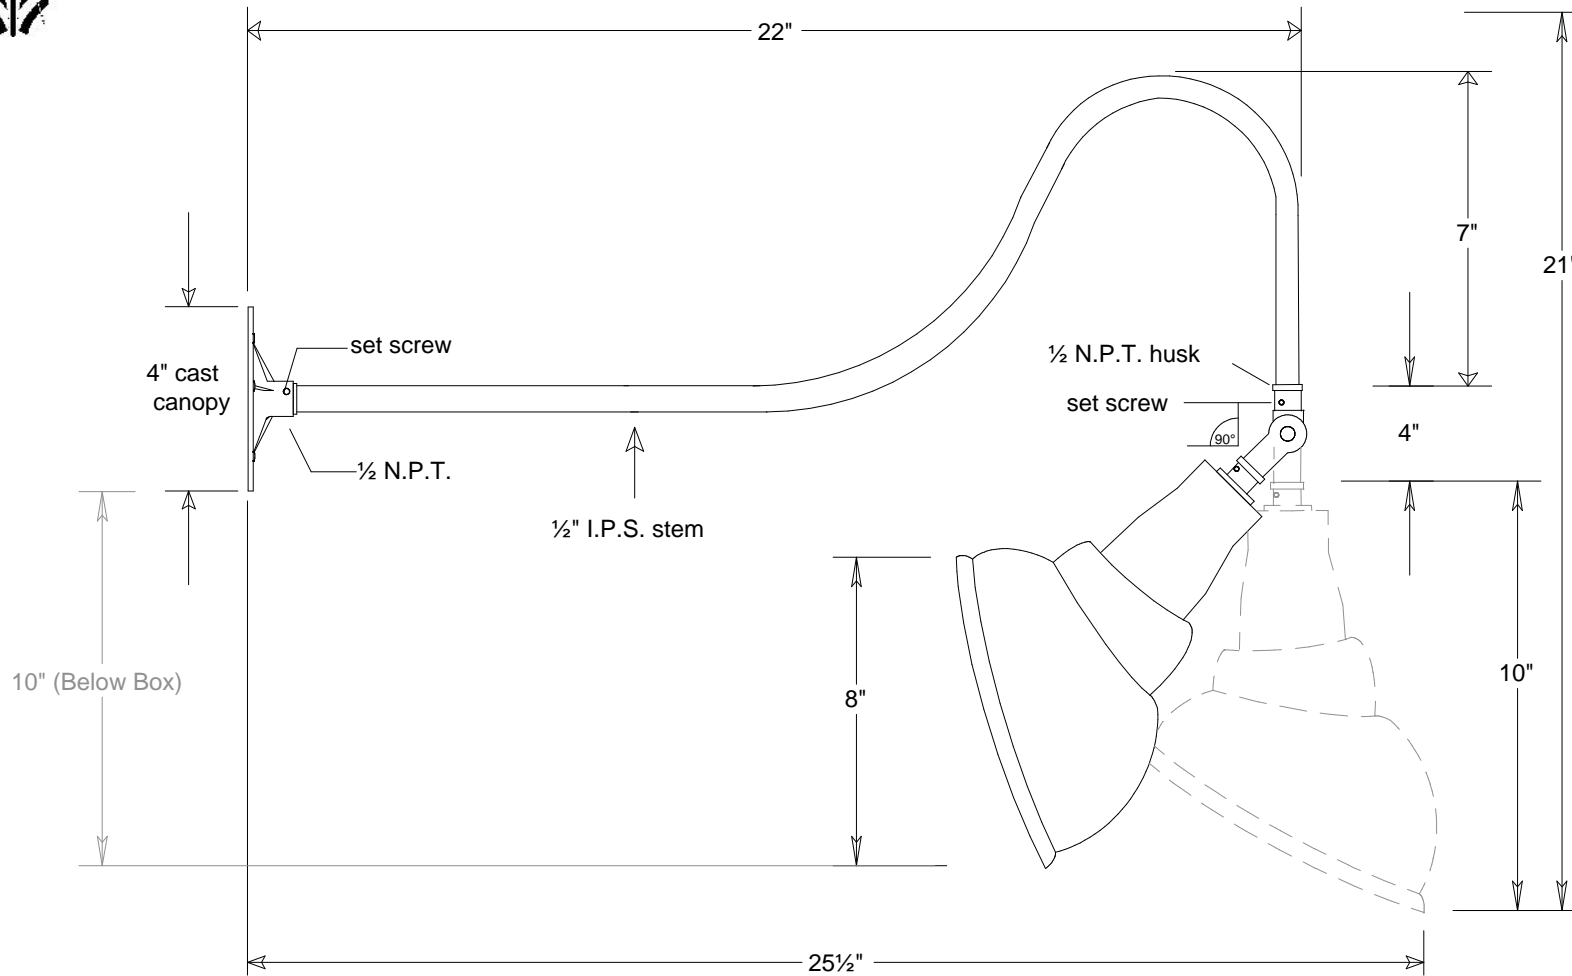 22"
7"
21"
set screw
4" cast
canopy
½ N.P.T. husk
set screw
4"
90°
½ N.P.T.
½" I.P.S. stem
10" (Below Box)
8"
10"
25½"